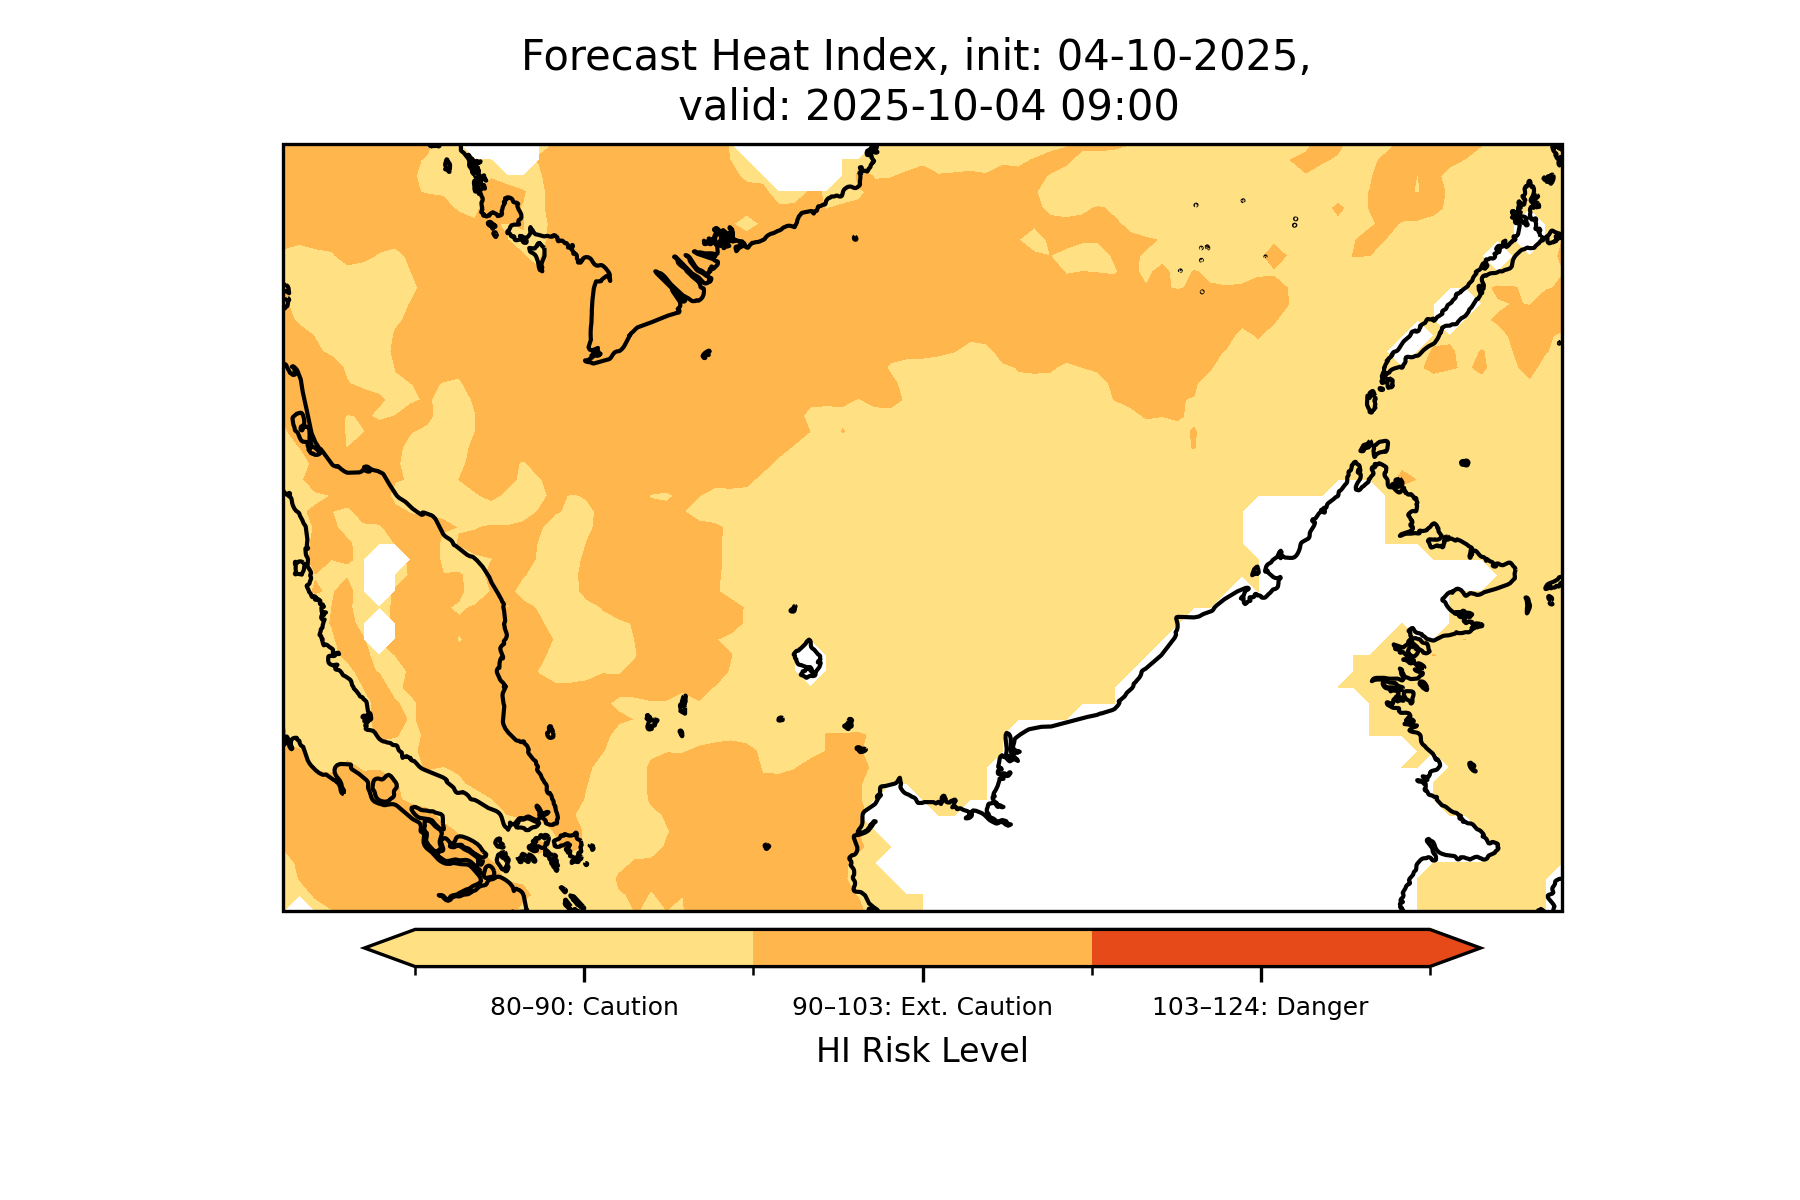 Forecast Heat Index, init: 04-10-2025,
valid: 2025-10-04 09:00
80–90: Caution
90–103: Ext. Caution
103–124: Danger
HI Risk Level